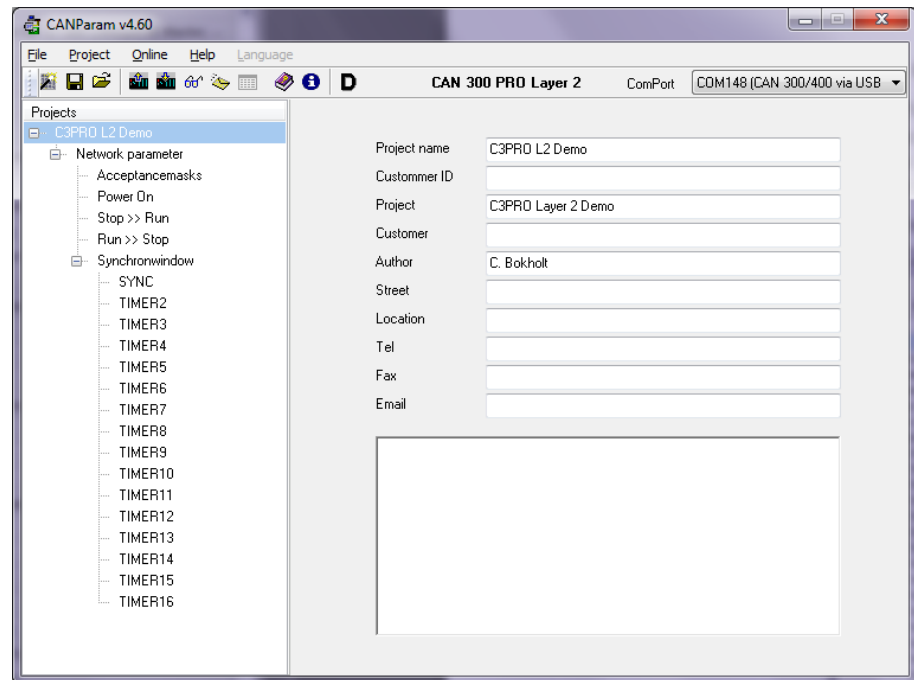 CANParam v4.60
File Project Online Help Language
D CAN 300 PRO Layer 2 ComPort COM148 (CAN 300/400 via USB
Projects
C3PRO L2 Demo
Network parameter
Acceptancemasks
Power On
Stop >> Run
Run >> Stop
Synchronwindow
SYNC
TIMER2
TIMER3
TIMER4
TIMER5
TIMER6
TIMER7
TIMER8
TIMER9
TIMER10
TIMER11
TIMER12
TIMER13
TIMER14
TIMER15
TIMER16
Project name C3PRO L2 Demo
Custommer ID
Project C3PRO Layer 2 Demo
Customer
Author C. Bokholt
Street
Location
Tel
Fax
Email